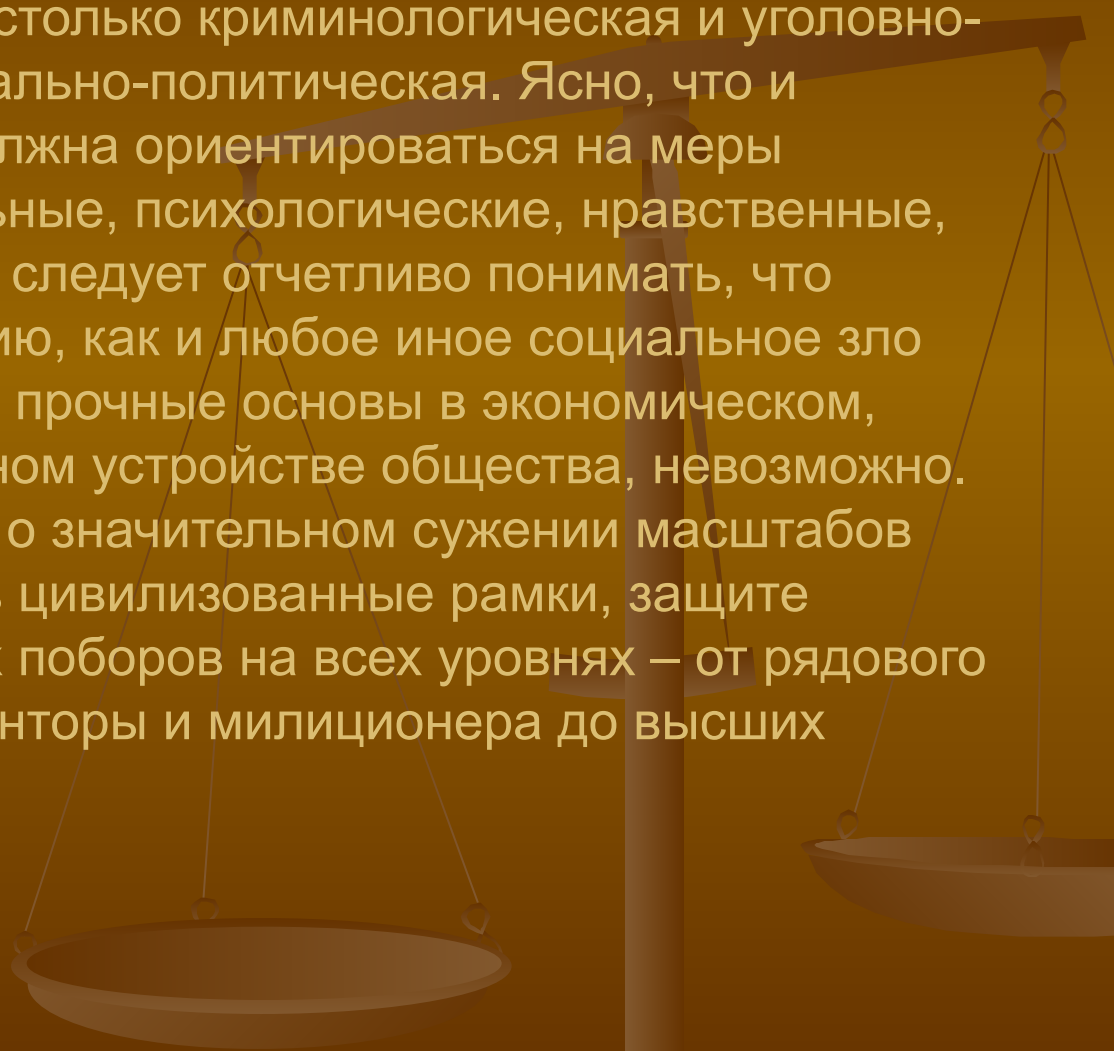 столько криминологическая и уголовно-
ально-политическая. Ясно, что и
лжна ориентироваться на меры
ьные, психологические, нравственные,
следует отчетливо понимать, что
ию, как и любое иное социальное зло
прочные основы в экономическом,
ном устройстве общества, невозможно.
о значительном сужении масштабов
ь цивилизованные рамки, защите
х поборов на всех уровнях – от рядового
нторы и милиционера до высших